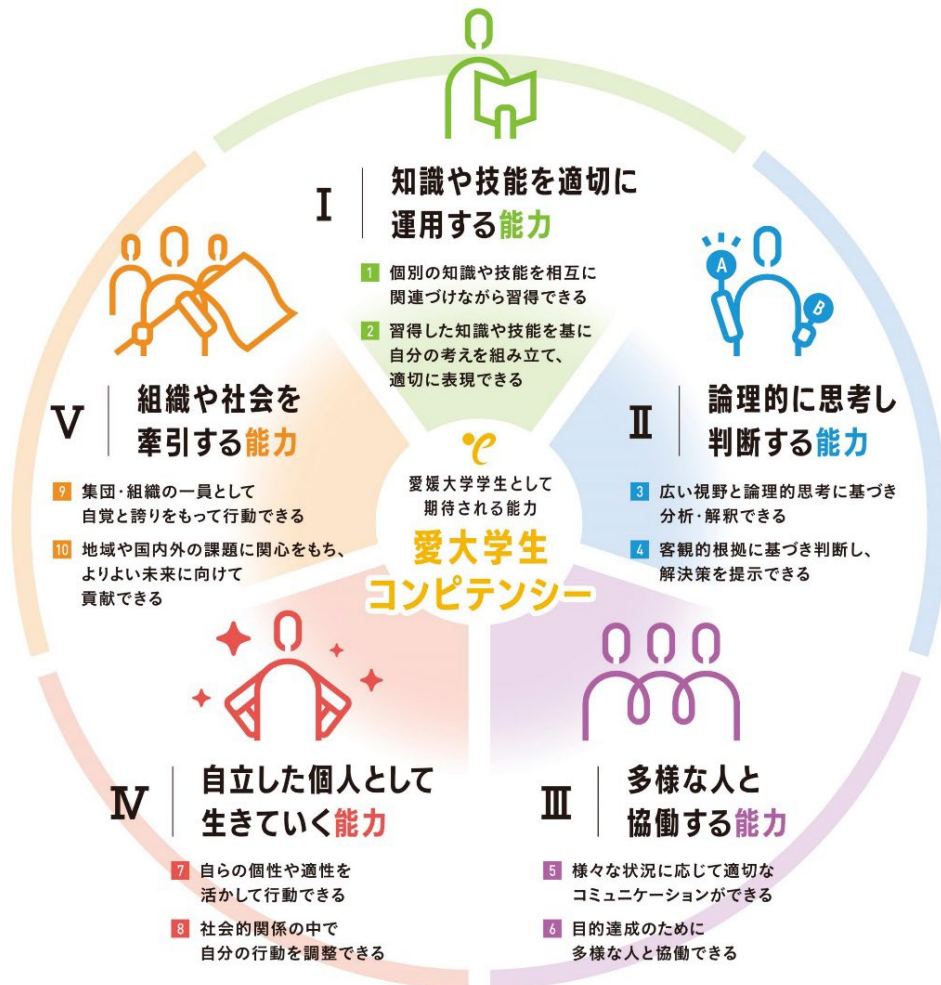 I
知識や技能を適切に
運用する能力
1 個別の知識や技能を相互に
関連づけながら習得できる
2 習得した知識や技能を基に
自分の考えを組み立て、
適切に表現できる
A
B
II
論理的に思考し
判断する能力
3 広い視野と論理的思考に基づき
分析・解釈できる
4 客観的根拠に基づき判断し、
解決策を提示できる
III
多様な人と
協働する能力
5 様々な状況に応じて適切な
コミュニケーションができる
6 目的達成のために
多様な人と協働できる
IV
自立した個人として
生きていく能力
7 自らの個性や適性を
活かして行動できる
8 社会的関係の中で
自分の行動を調整できる
V
組織や社会を
牽引する能力
9 集団・組織の一員として
自覚と誇りをもって行動できる
10 地域や国内外の課題に関心をもち、
よりよい未来に向けて
貢献できる
e
愛媛大学学生として
期待される能力
愛大学生
コンピテンシー